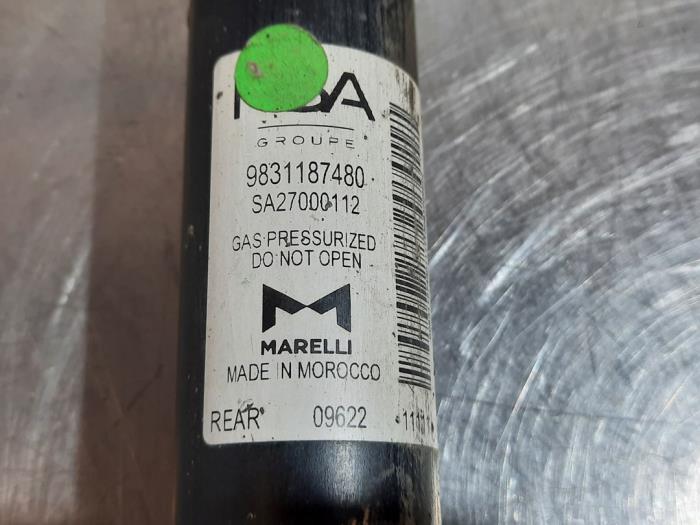 GROUPE
9831187480
SA27000112
GAS PRESSURIZED
DO NOT OPEN
MARELLI
MADE IN MOROCCO
REAR 09622